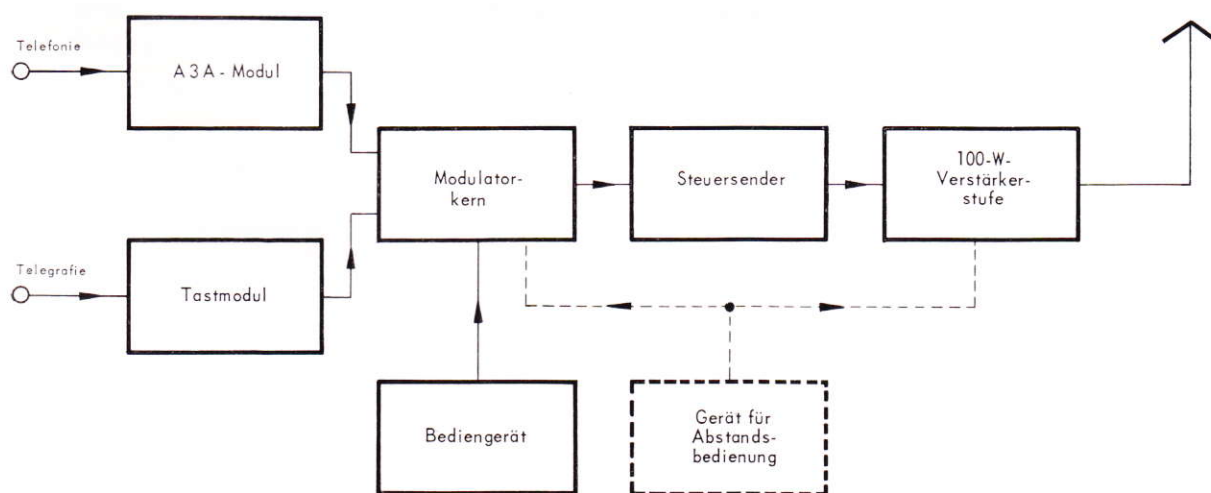 Telefonie
A3A-Modul
Modulator-
kern
Steuersender
100-W-
Verstärker-
stufe
Telegrafie
Tastmodul
Bediengerät
Gerät für
Abstands-
bedienung